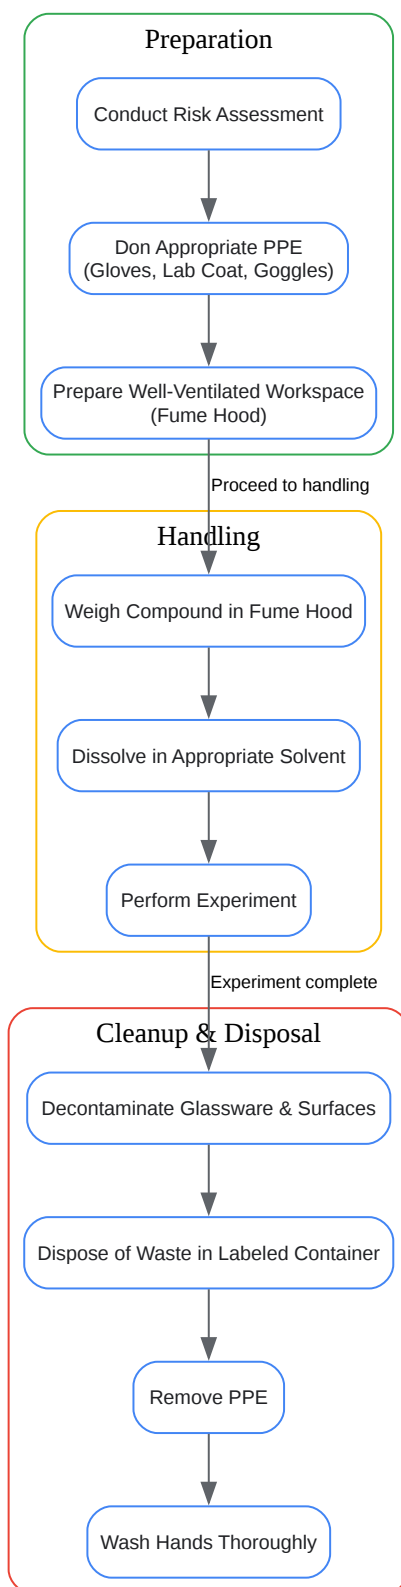 Preparation
Conduct Risk Assessment
Don Appropriate PPE
(Gloves, Lab Coat, Goggles)
Prepare Well-Ventilated Workspace
(Fume Hood)
Proceed to handling
Handling
Weigh Compound in Fume Hood
Dissolve in Appropriate Solvent
Perform Experiment
Experiment complete
Cleanup & Disposal
Decontaminate Glassware & Surfaces
Dispose of Waste in Labeled Container
Remove PPE
Wash Hands Thoroughly